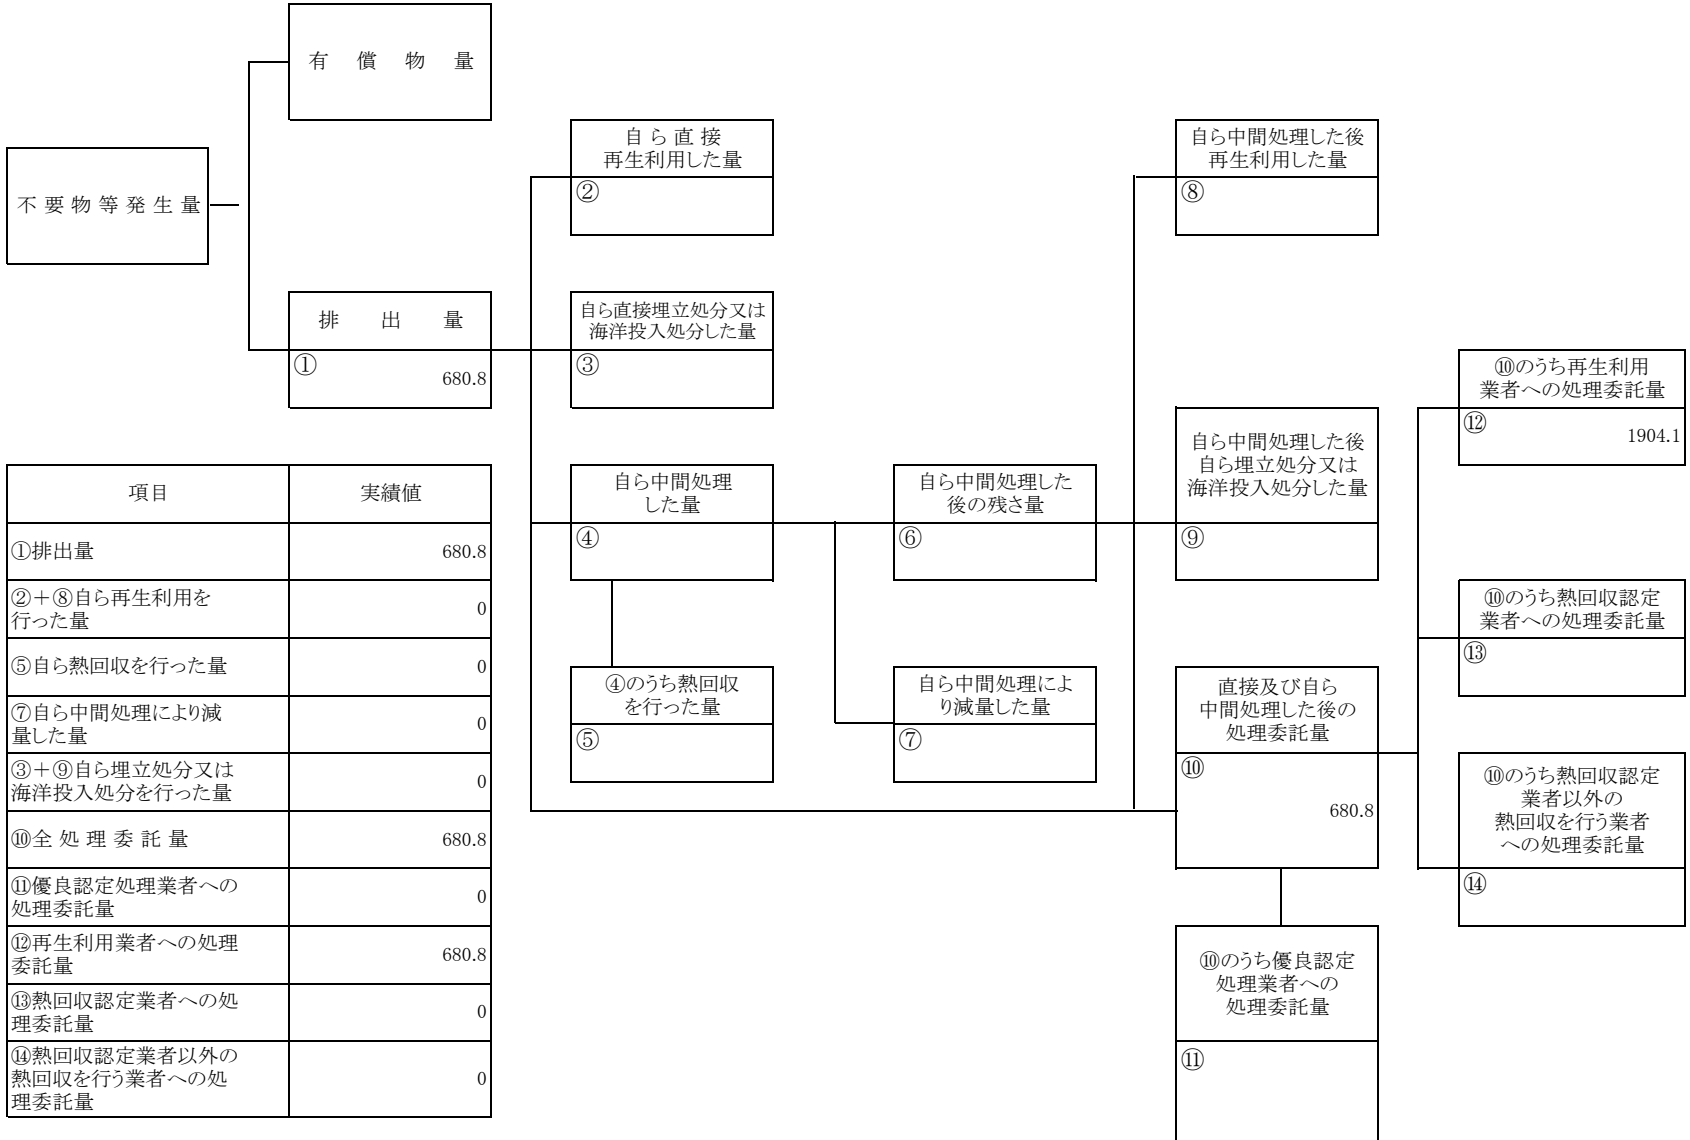 有 償 物 量
不 要 物 等 発 生 量
排 出 量
①
680.8
自 ら 直 接
再生利用した量
②
自ら直接埋立処分又は
海洋投入処分した量
③
自ら中間処理
した量
④
④のうち熱回収
を行った量
⑤
自ら中間処理した
後の残さ量
⑥
自ら中間処理によ
り減量した量
⑦
自ら中間処理した後
再生利用した量
⑧
自ら中間処理した後
自ら埋立処分又は
海洋投入処分した量
⑨
直接及び自ら
中間処理した後の
処理委託量
⑩
680.8
⑩のうち優良認定
処理業者への
処理委託量
⑪
⑩のうち再生利用
業者への処理委託量
⑫
1904.1
⑩のうち熱回収認定
業者への処理委託量
⑬
⑩のうち熱回収認定
業者以外の
熱回収を行う業者
への処理委託量
⑭
項目 実績値
①排出量 680.8
②＋⑧自ら再生利用を
行った量 0
⑤自ら熱回収を行った量 0
⑦自ら中間処理により減
量した量 0
③＋⑨自ら埋立処分又は
海洋投入処分を行った量 0
⑩全 処 理 委 託 量 680.8
⑪優良認定処理業者への
処理委託量 0
⑫再生利用業者への処理
委託量 680.8
⑬熱回収認定業者への処
理委託量 0
⑭熱回収認定業者以外の
熱回収を行う業者への処
理委託量 0